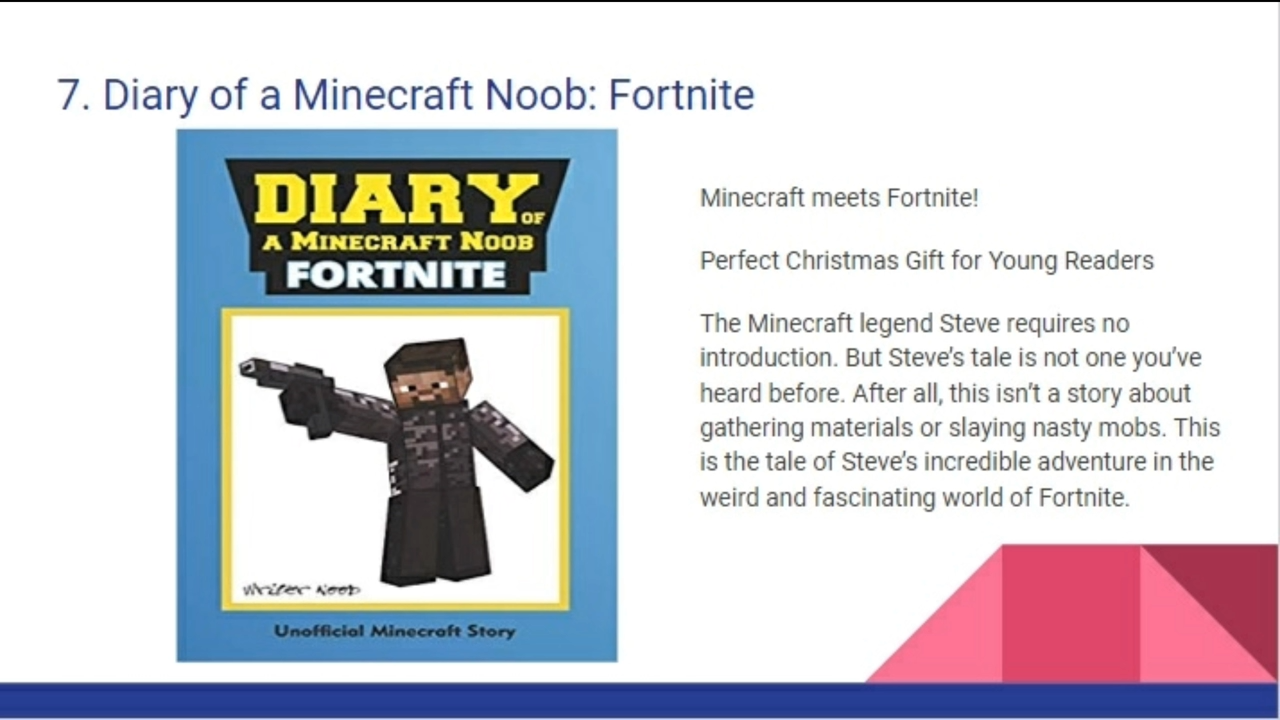 7. Diary of a Minecraft Noob: Fortnite
DIARY OF
A MINECRAFT NOOB
FORTNITE
Writer Noob
Unofficial Minecraft Story
Minecraft meets Fortnite!
Perfect Christmas Gift for Young Readers
The Minecraft legend Steve requires no
introduction. But Steve’s tale is not one you’ve
heard before. After all, this isn’t a story about
gathering materials or slaying nasty mobs. This
is the tale of Steve’s incredible adventure in the
weird and fascinating world of Fortnite.